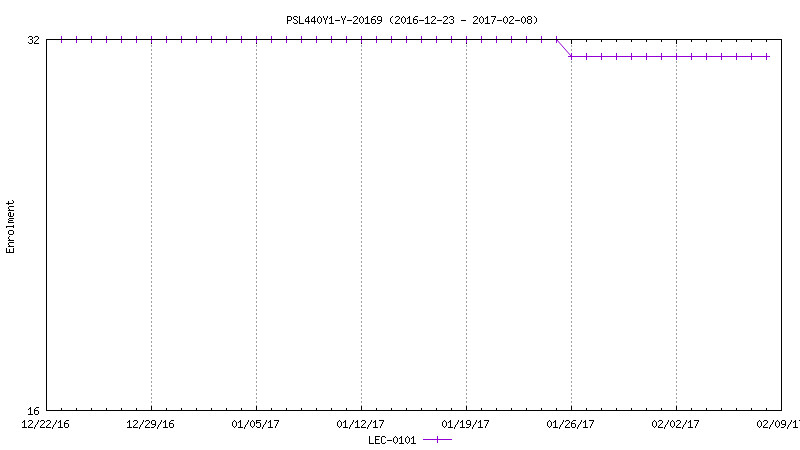 PSL440Y1-Y-20169 (2016-12-23 - 2017-02-08)
32
Enrolment
16
12/22/16 12/29/16 01/05/17 01/12/17 01/19/17 01/26/17 02/02/17 02/09/1
LEC-0101